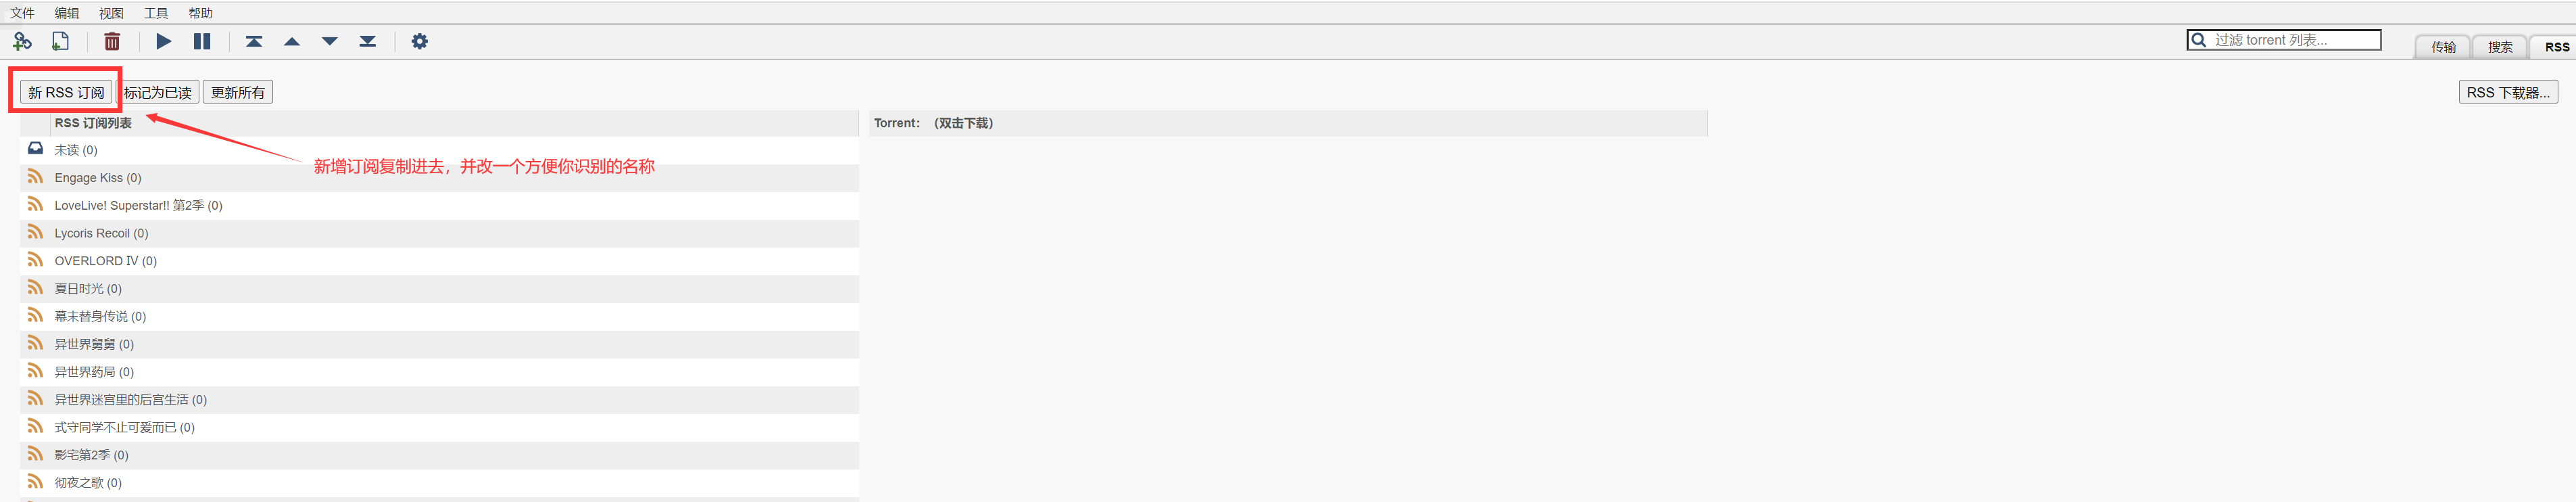 文件 编辑 视图 工具 帮助
过滤 torrent 列表...
传输 搜索 RSS
新 RSS 订阅 标记为已读 更新所有
RSS 下载器...
RSS 订阅列表
Torrent: (双击下载)
未读 (0)
新增订阅复制进去，并改一个方便你识别的名称
Engage Kiss (0)
LoveLive! Superstar!! 第2季 (0)
Lycoris Recoil (0)
OVERLORD Ⅳ (0)
夏日时光 (0)
幕末替身传说 (0)
异世界舅舅 (0)
异世界药局 (0)
异世界迷宫里的后宫生活 (0)
式守同学不止可爱而已 (0)
影宅第2季 (0)
彻夜之歌 (0)